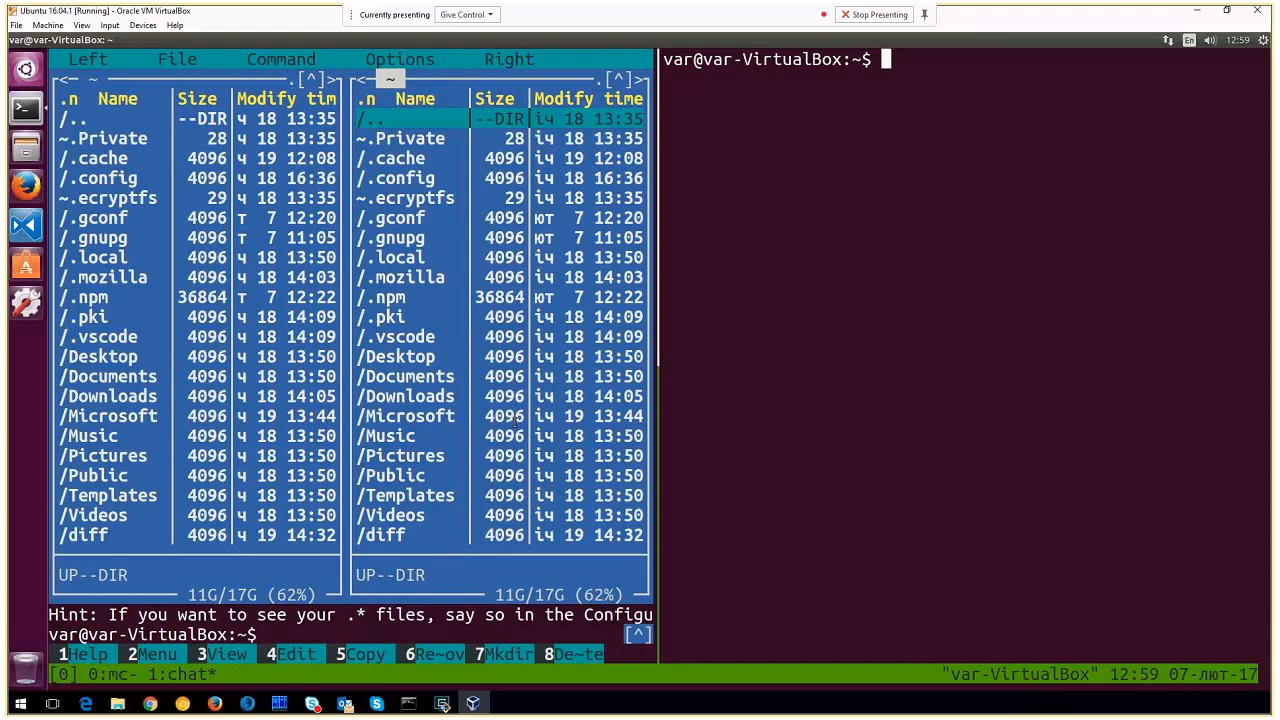 Ubuntu 16.04.1 [Running] - Oracle VM VirtualBox
File Machine View Input Devices Help
Currently presenting Give Control Stop Presenting
var@var-VirtualBox: ~
En 12:59
Left File Command Options Right
<— ~ .[^]> <— ~ .[^]>
.n Name Size Modify tim .n Name Size Modify time
/.. --DIR ч 18 13:35 /.. --DIR іч 18 13:35
~.Private 28 ч 18 13:35 ~.Private 28 іч 18 13:35
/.cache 4096 ч 19 12:08 /.cache 4096 іч 19 12:08
/.config 4096 ч 18 16:36 /.config 4096 іч 18 16:36
~.ecryptfs 29 ч 18 13:35 ~.ecryptfs 29 іч 18 13:35
/.gconf 4096 т 7 12:20 /.gconf 4096 ют 7 12:20
/.gnupg 4096 т 7 11:05 /.gnupg 4096 ют 7 11:05
/.local 4096 ч 18 13:50 /.local 4096 іч 18 13:50
/.mozilla 4096 ч 18 14:03 /.mozilla 4096 іч 18 14:03
/.npm 36864 т 7 12:22 /.npm 36864 ют 7 12:22
/.pki 4096 ч 18 14:09 /.pki 4096 іч 18 14:09
/.vscode 4096 ч 18 14:09 /.vscode 4096 іч 18 14:09
/Desktop 4096 ч 18 13:50 /Desktop 4096 іч 18 13:50
/Documents 4096 ч 18 13:50 /Documents 4096 іч 18 13:50
/Downloads 4096 ч 18 14:05 /Downloads 4096 іч 18 14:05
/Microsoft 4096 ч 19 13:44 /Microsoft 4096 іч 19 13:44
/Music 4096 ч 18 13:50 /Music 4096 іч 18 13:50
/Pictures 4096 ч 18 13:50 /Pictures 4096 іч 18 13:50
/Public 4096 ч 18 13:50 /Public 4096 іч 18 13:50
/Templates 4096 ч 18 13:50 /Templates 4096 іч 18 13:50
/Videos 4096 ч 18 13:50 /Videos 4096 іч 18 13:50
/diff 4096 ч 19 14:32 /diff 4096 іч 19 14:32
UP--DIR UP--DIR
11G/17G (62%) 11G/17G (62%)
Hint: If you want to see your .* files, say so in the Configu
var@var-VirtualBox:~$ [^]
1Help 2Menu 3View 4Edit 5Copy 6Re~ov 7Mkdir 8De~te
var@var-VirtualBox:~$
[0] 0:mc- 1:chat* "var-VirtualBox" 12:59 07-лют-17